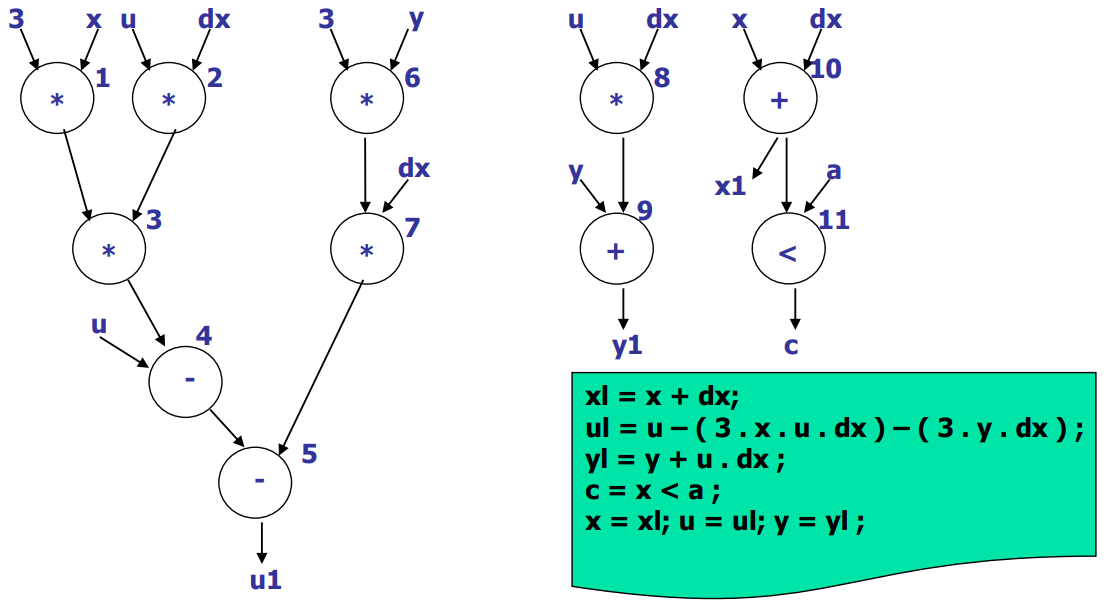 3 x u dx 3 y u dx x dx
* 1 * 2 * 6 * 8 + 10
dx
y x1 a
* 3 * 7 + 9 < 11
u - 4 y1 c
- 5
u1
xl = x + dx;
ul = u – ( 3 . x . u . dx ) – ( 3 . y . dx ) ;
yl = y + u . dx ;
c = x < a ;
x = xl; u = ul; y = yl ;